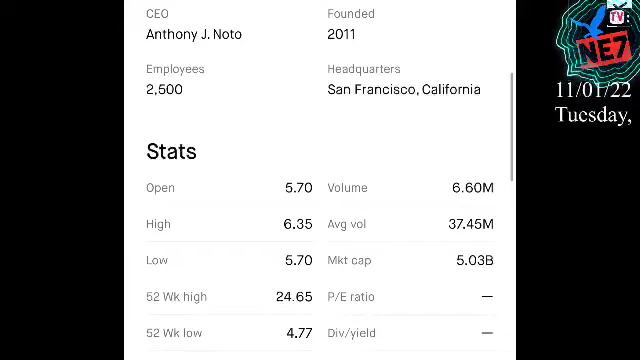 CEO
Founded
Anthony J. Noto
2011
Employees
Headquarters
2,500
San Francisco, California
Stats
Open 5.70 Volume 6.60M
High 6.35 Avg vol 37.45M
Low 5.70 Mkt cap 5.03B
52 Wk high 24.65 P/E ratio —
52 Wk low 4.77 Div/yield —
TV
NE7
11/01/22
Tuesday,